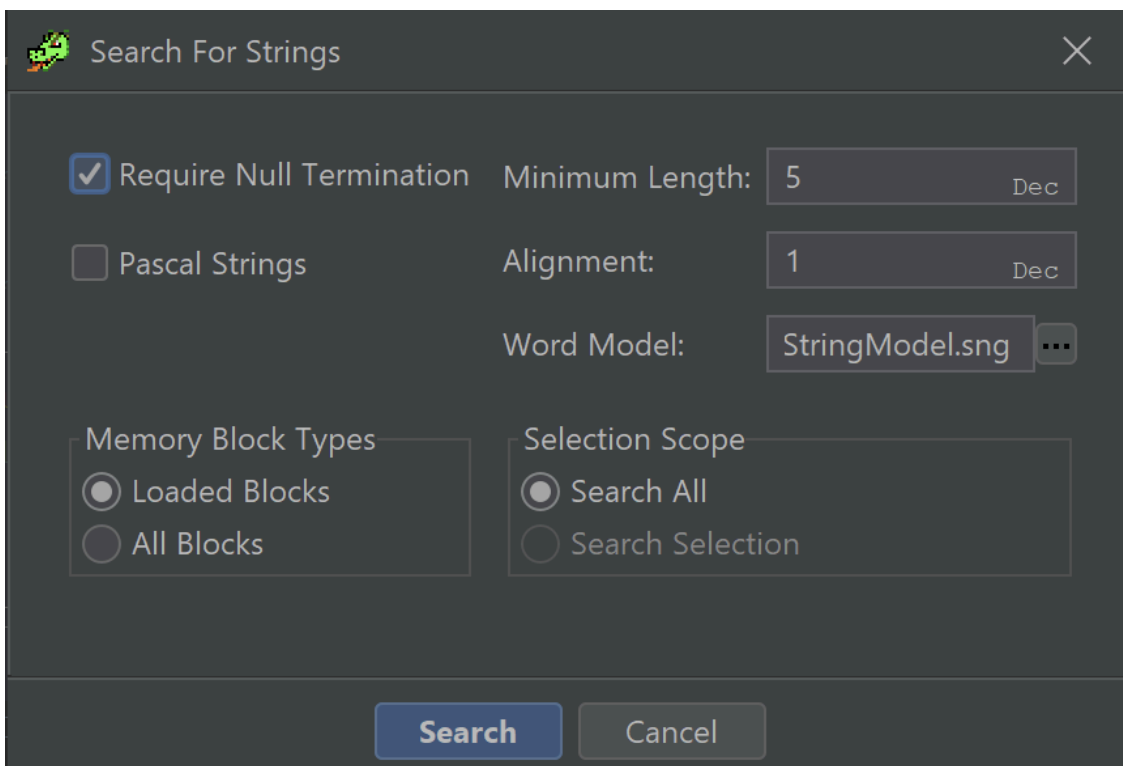 Search For Strings
Require Null Termination
Minimum Length: 5 Dec
Pascal Strings
Alignment: 1 Dec
Word Model: StringModel.sng ...
Memory Block Types
Loaded Blocks
All Blocks
Selection Scope
Search All
Search Selection
Search
Cancel